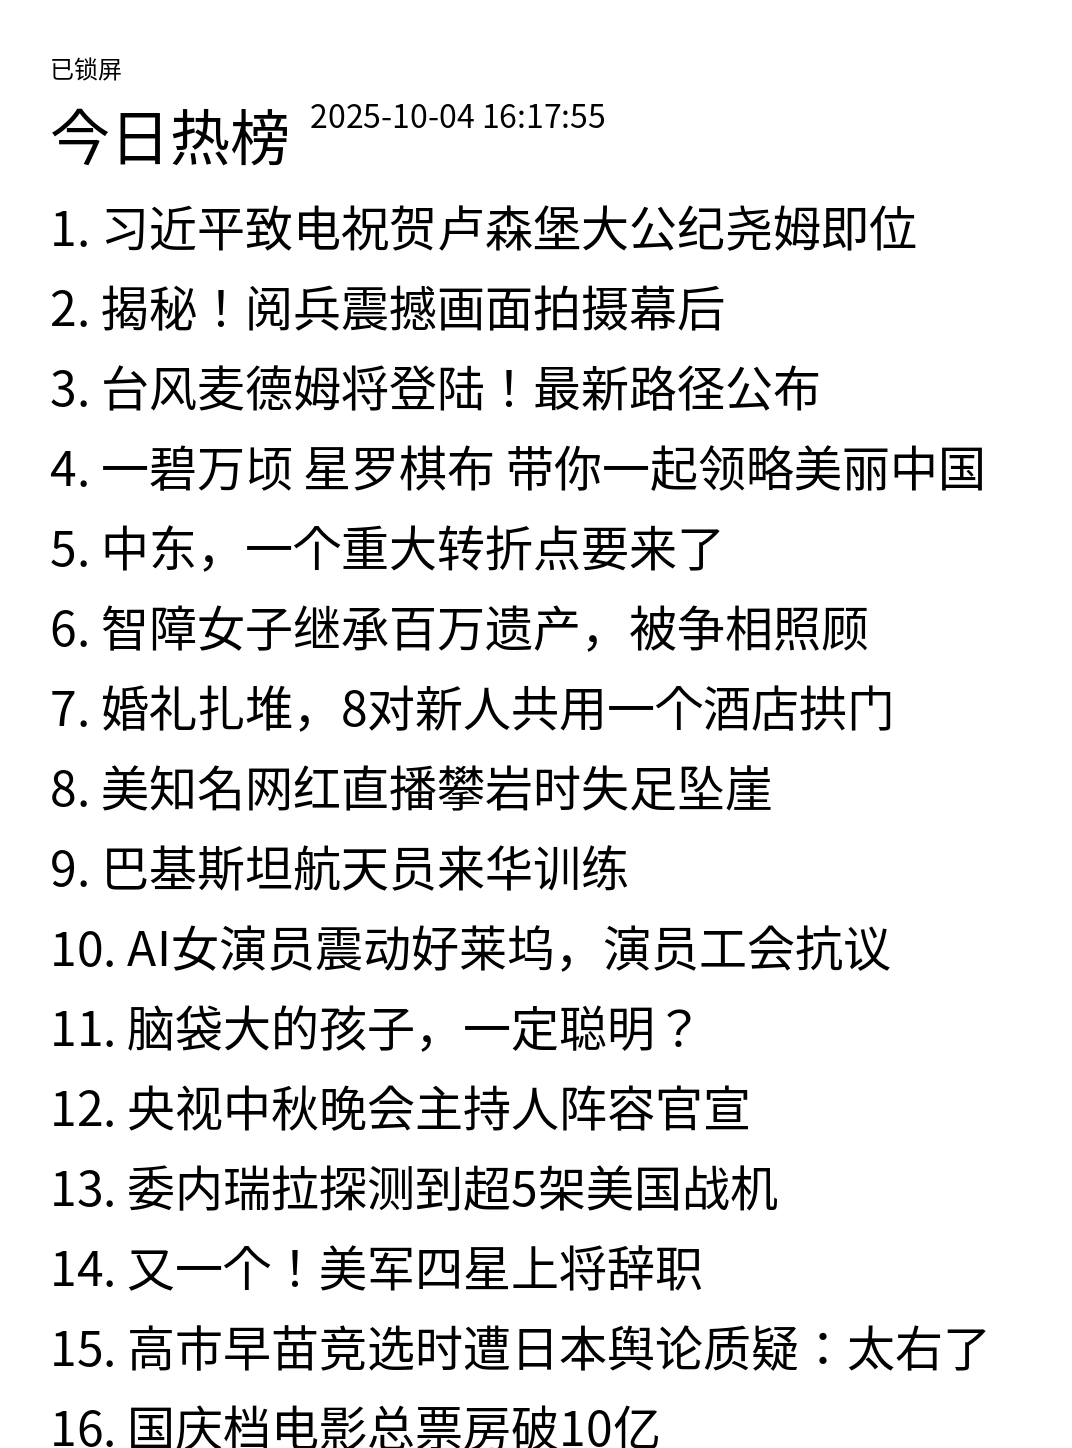 已锁屏
今日热榜 2025-10-04 16:17:55
1. 习近平致电祝贺卢森堡大公纪尧姆即位
2. 揭秘！阅兵震撼画面拍摄幕后
3. 台风麦德姆将登陆！最新路径公布
4. 一碧万顷 星罗棋布 带你一起领略美丽中国
5. 中东，一个重大转折点要来了
6. 智障女子继承百万遗产，被争相照顾
7. 婚礼扎堆，8对新人共用一个酒店拱门
8. 美知名网红直播攀岩时失足坠崖
9. 巴基斯坦航天员来华训练
10. AI女演员震动好莱坞，演员工会抗议
11. 脑袋大的孩子，一定聪明？
12. 央视中秋晚会主持人阵容官宣
13. 委内瑞拉探测到超5架美国战机
14. 又一个！美军四星上将辞职
15. 高市早苗竞选时遭日本舆论质疑：太右了
16. 国庆档电影总票房破10亿